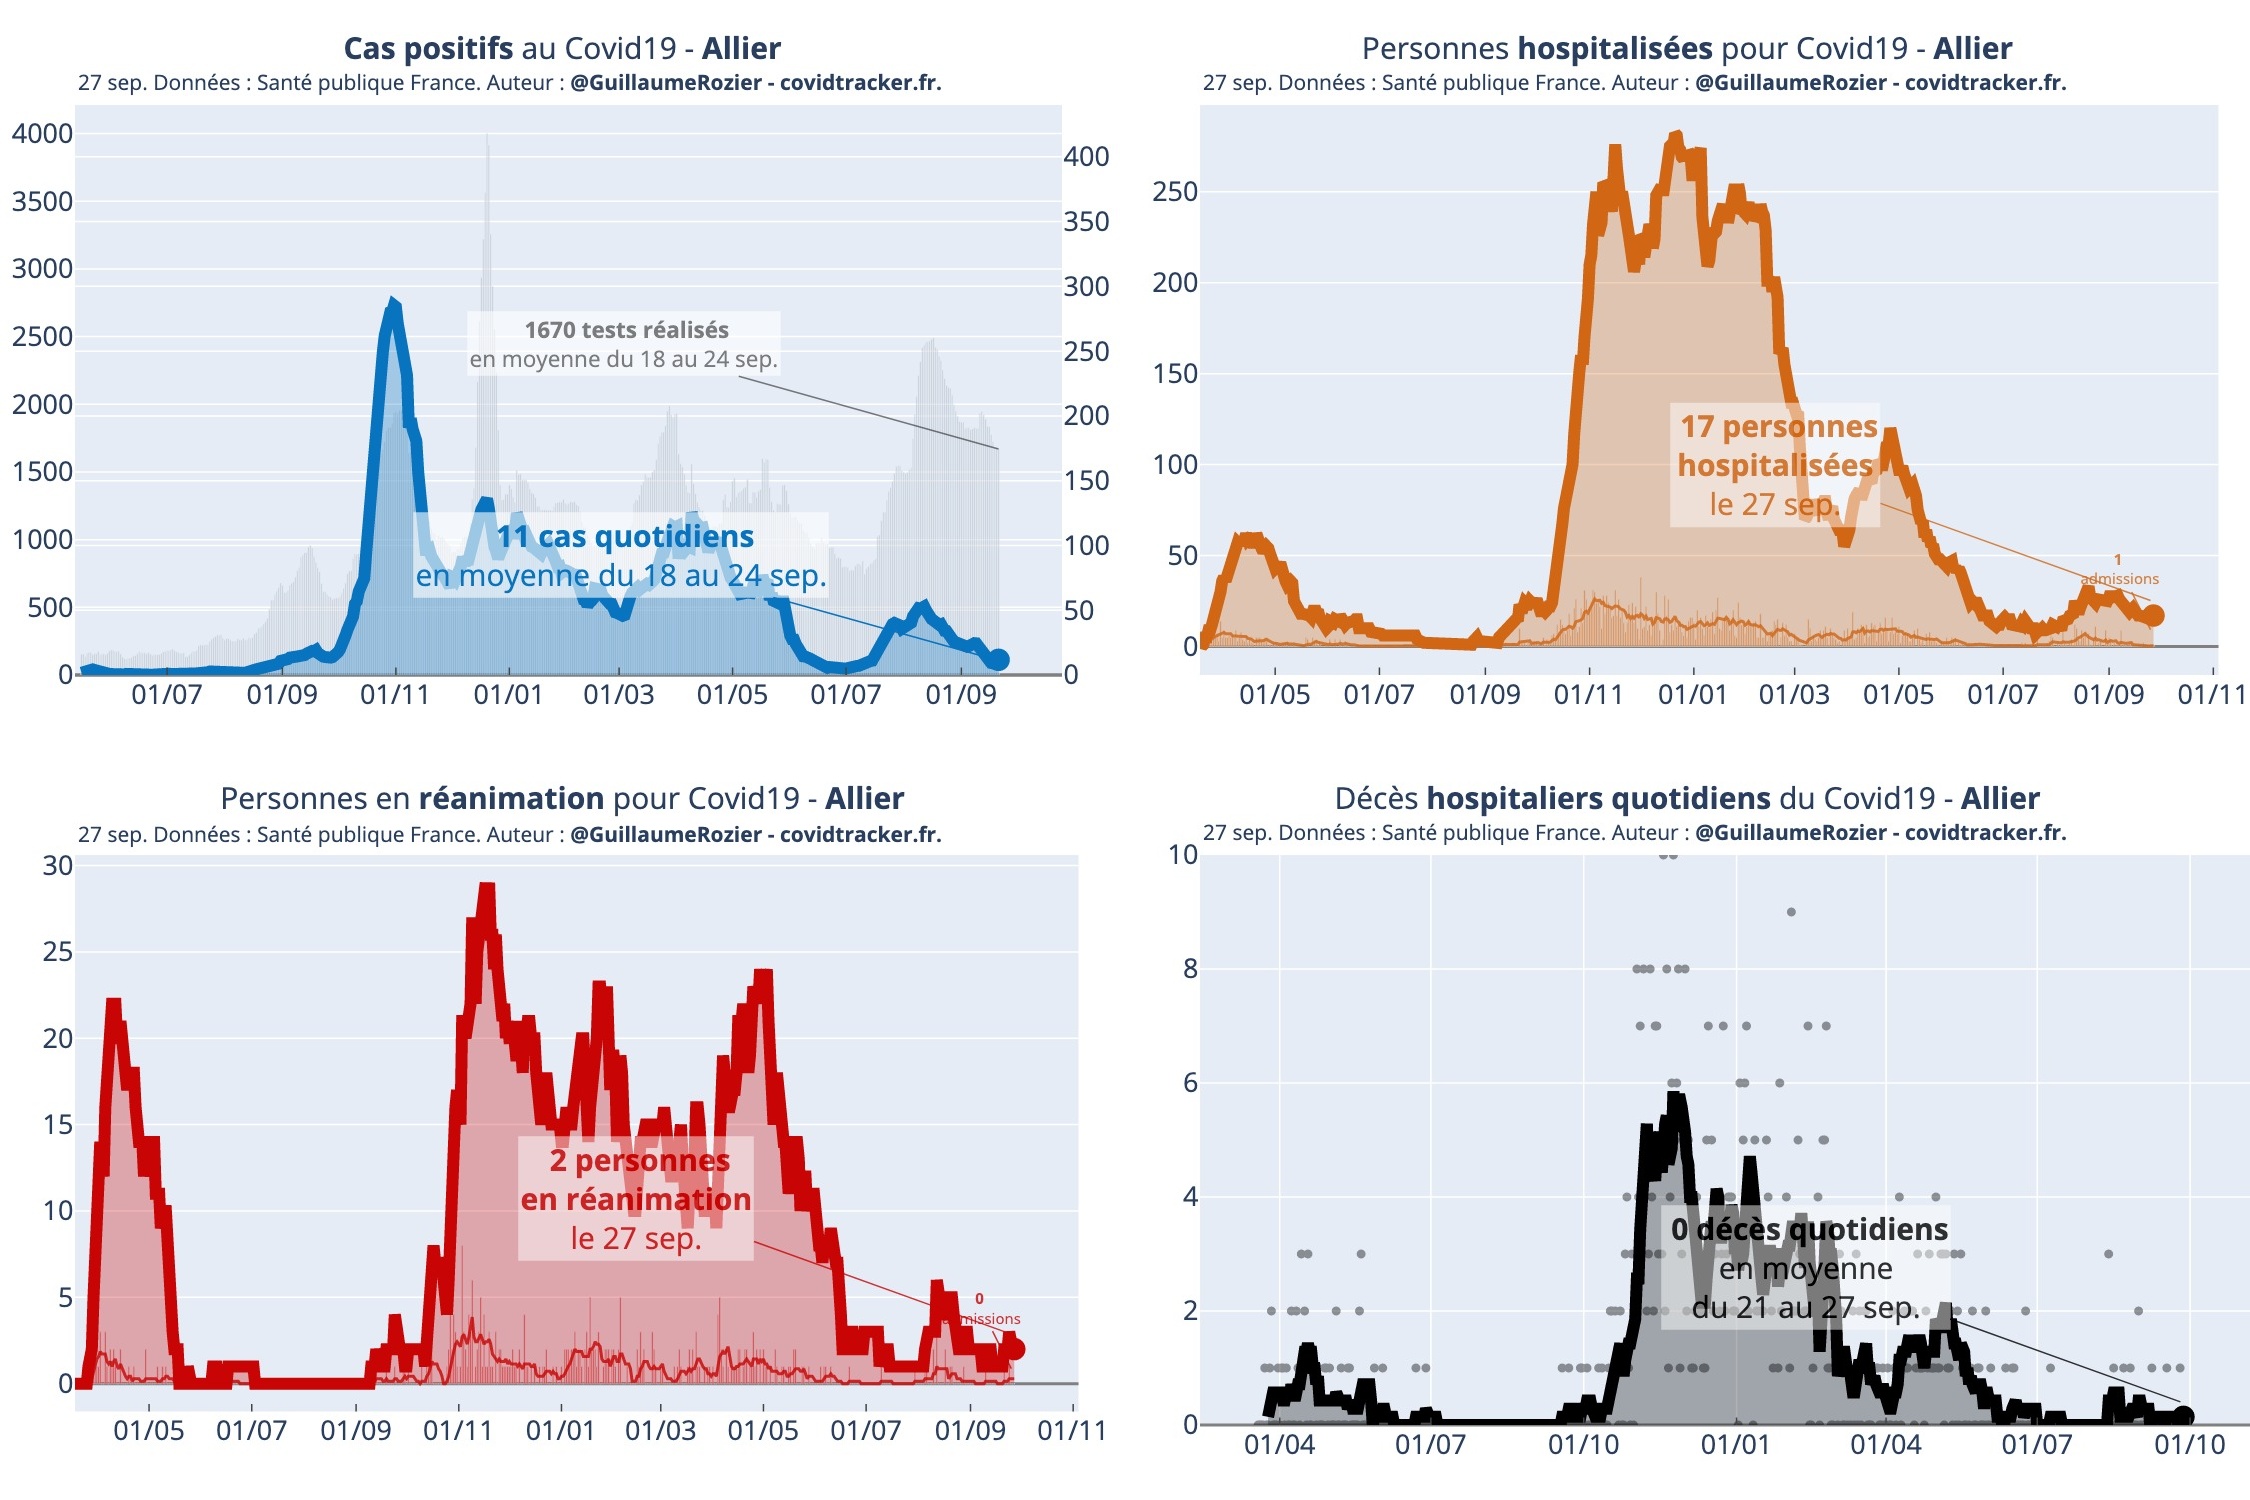 Cas positifs au Covid19 - Allier
27 sep. Données : Santé publique France. Auteur : @GuillaumeRozier - covidtracker.fr.
4000
3500
3000
2500
2000
1500
1000
500
0
400
350
300
250
200
150
100
50
0
1670 tests réalisés
en moyenne du 18 au 24 sep.
11 cas quotidiens
en moyenne du 18 au 24 sep.
01/07 01/09 01/11 01/01 01/03 01/05 01/07 01/09
Personnes hospitalisées pour Covid19 - Allier
27 sep. Données : Santé publique France. Auteur : @GuillaumeRozier - covidtracker.fr.
250
200
150
100
50
0
17 personnes
hospitalisées
le 27 sep.
1
admissions
01/05 01/07 01/09 01/11 01/01 01/03 01/05 01/07 01/09 01/11
Personnes en réanimation pour Covid19 - Allier
27 sep. Données : Santé publique France. Auteur : @GuillaumeRozier - covidtracker.fr.
30
25
20
15
10
5
0
2 personnes
en réanimation
le 27 sep.
0
admissions
01/05 01/07 01/09 01/11 01/01 01/03 01/05 01/07 01/09 01/11
Décès hospitaliers quotidiens du Covid19 - Allier
27 sep. Données : Santé publique France. Auteur : @GuillaumeRozier - covidtracker.fr.
10
8
6
4
2
0
0 décès quotidiens
en moyenne
du 21 au 27 sep.
01/04 01/07 01/10 01/01 01/04 01/07 01/10